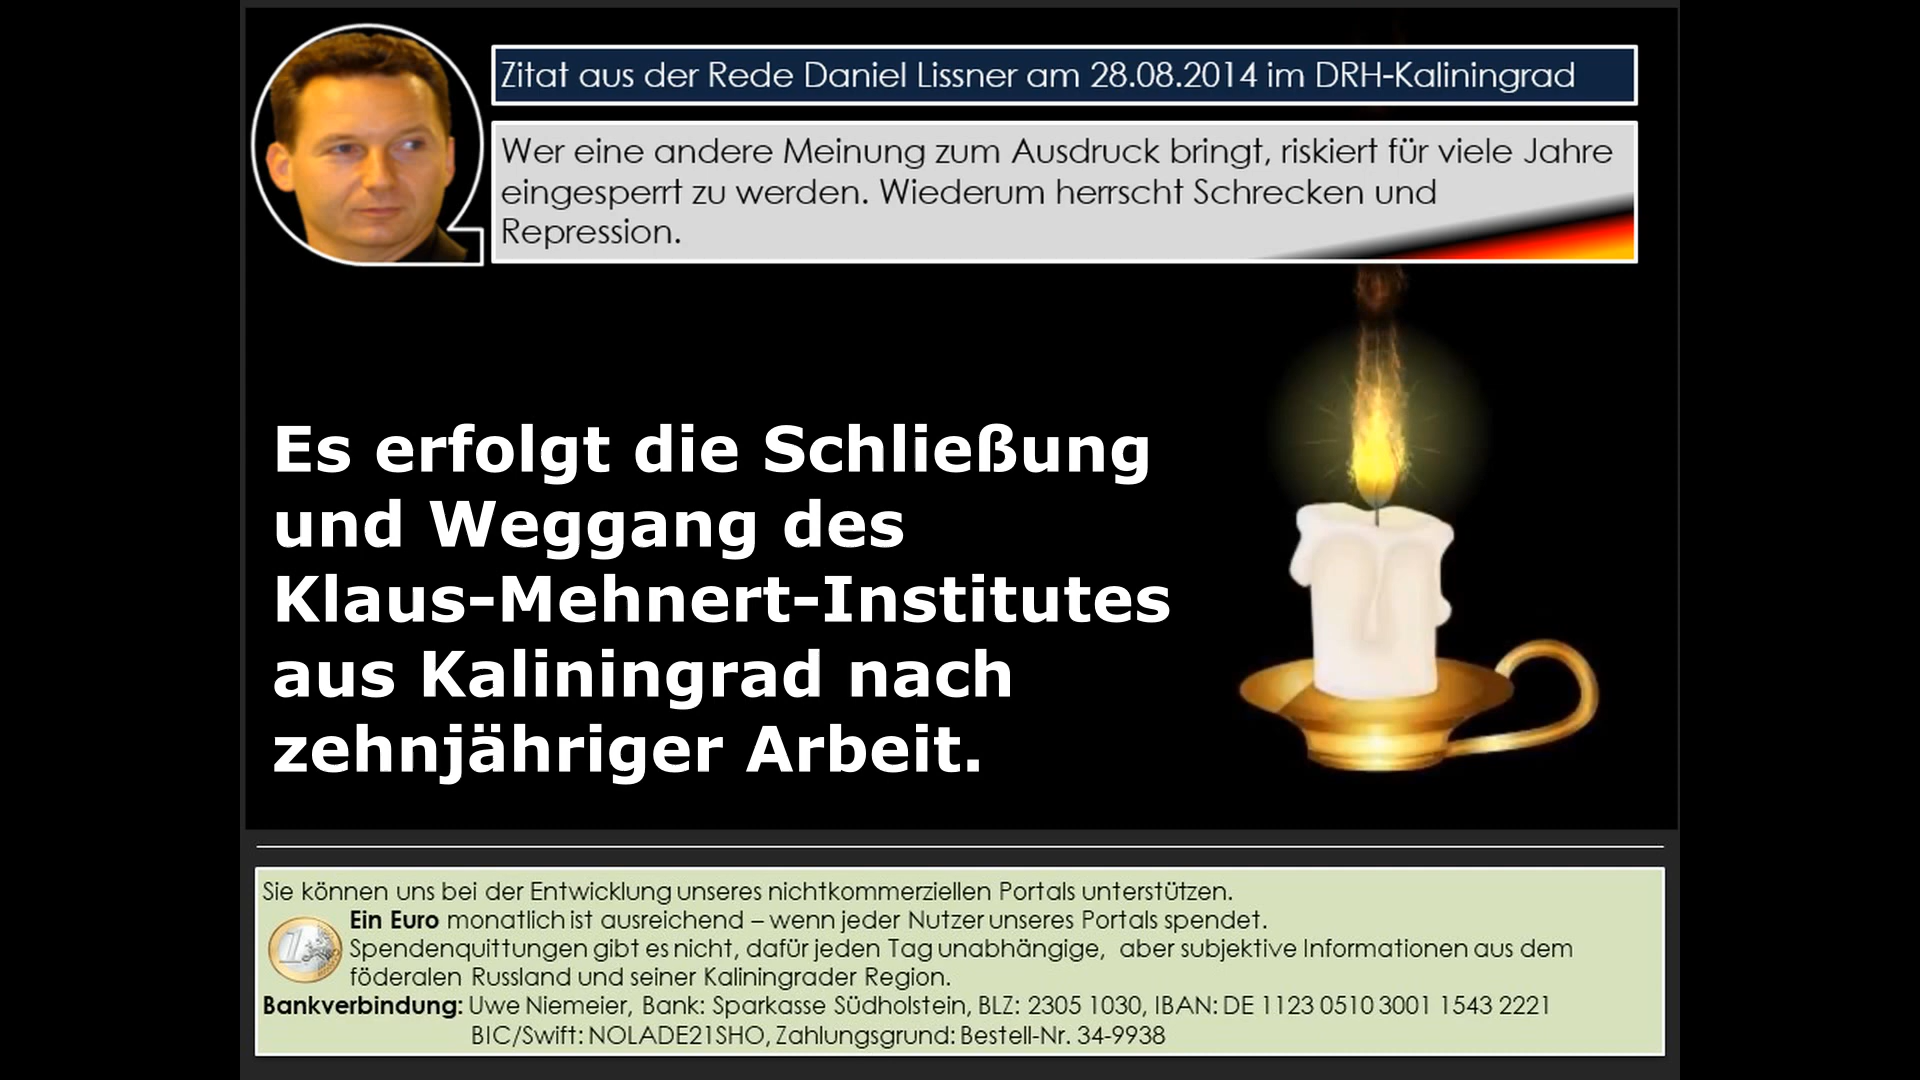 Zitat aus der Rede Daniel Lissner am 28.08.2014 im DRH-Kaliningrad
Wer eine andere Meinung zum Ausdruck bringt, riskiert für viele Jahre
eingesperrt zu werden. Wiederum herrscht Schrecken und
Repression.
Es erfolgt die Schließung
und Weggang des
Klaus-Mehnert-Institutes
aus Kaliningrad nach
zehnjähriger Arbeit.
Sie können uns bei der Entwicklung unseres nichtkommerziellen Portals unterstützen.
Ein Euro monatlich ist ausreichend – wenn jeder Nutzer unseres Portals spendet.
Spendenquittungen gibt es nicht, dafür jeden Tag unabhängige, aber subjektive Informationen aus dem
föderalen Russland und seiner Kaliningrader Region.
Bankverbindung: Uwe Niemeier, Bank: Sparkasse Südholstein, BLZ: 2305 1030, IBAN: DE 1123 0510 3001 1543 2221
BIC/Swift: NOLADE21SHO, Zahlungsgrund: Bestell-Nr. 34-9938